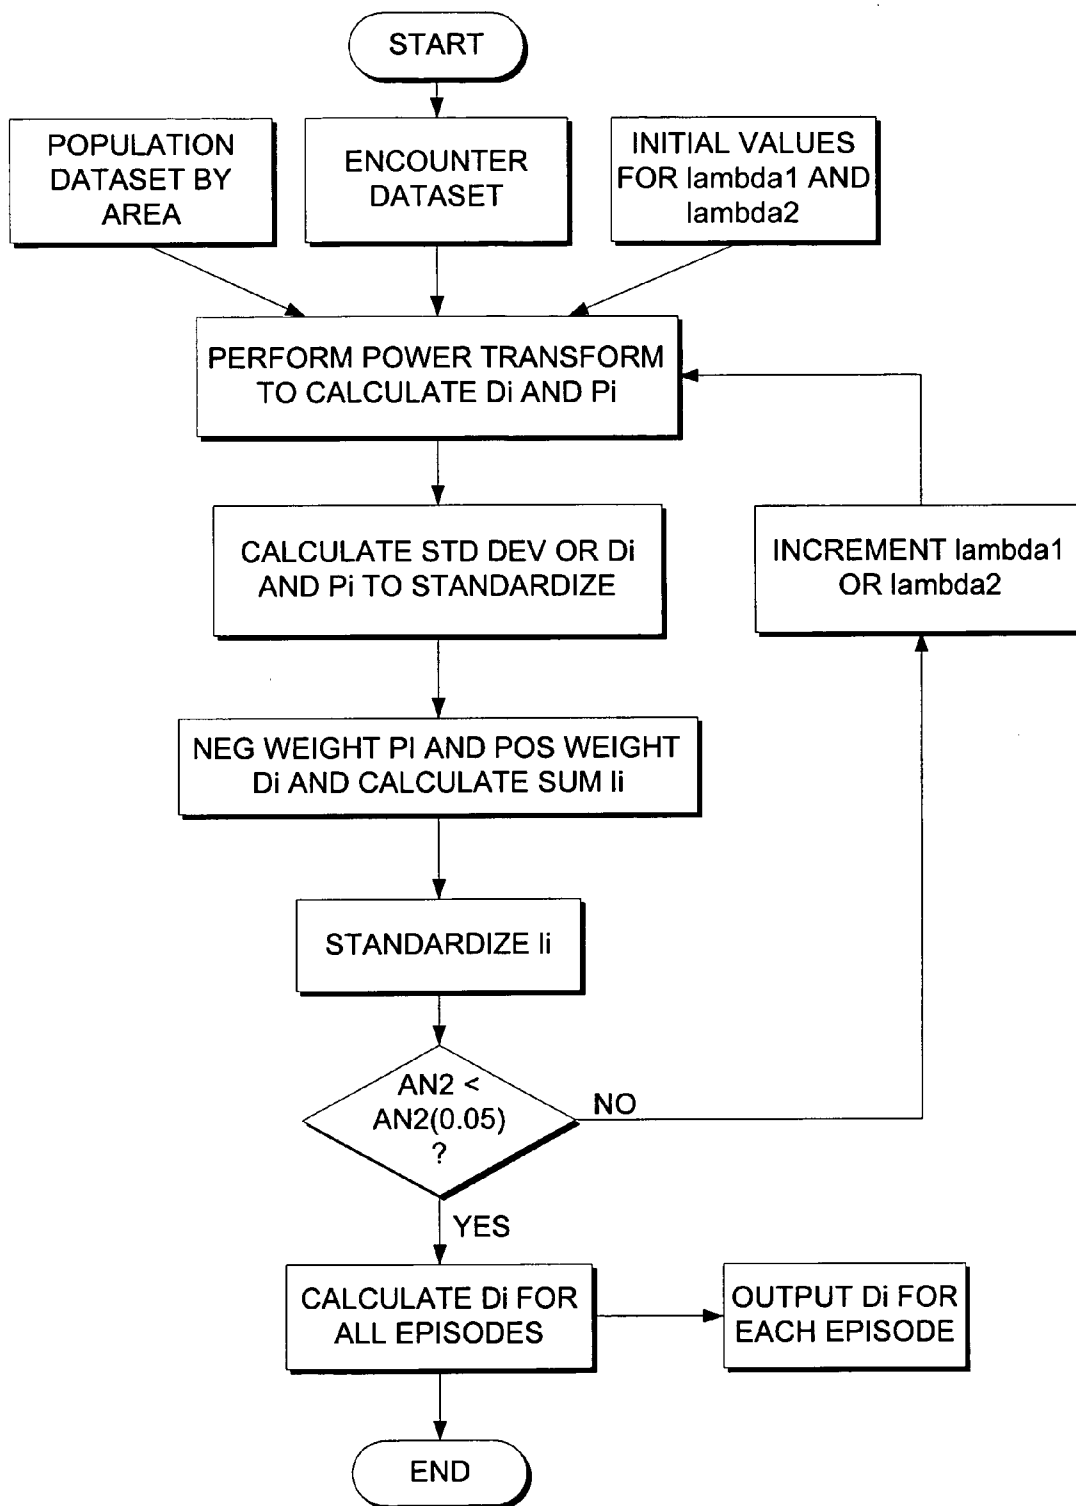 START
POPULATION
DATASET BY
AREA
ENCOUNTER
DATASET
INITIAL VALUES
FOR lambda1 AND
lambda2
PERFORM POWER TRANSFORM
TO CALCULATE Di AND Pi
CALCULATE STD DEV OR Di
AND Pi TO STANDARDIZE
INCREMENT lambda1
OR lambda2
NEG WEIGHT PI AND POS WEIGHT
Di AND CALCULATE SUM Ii
STANDARDIZE Ii
AN2 <
AN2(0.05)
?
NO
YES
CALCULATE Di FOR
ALL EPISODES
OUTPUT Di FOR
EACH EPISODE
END